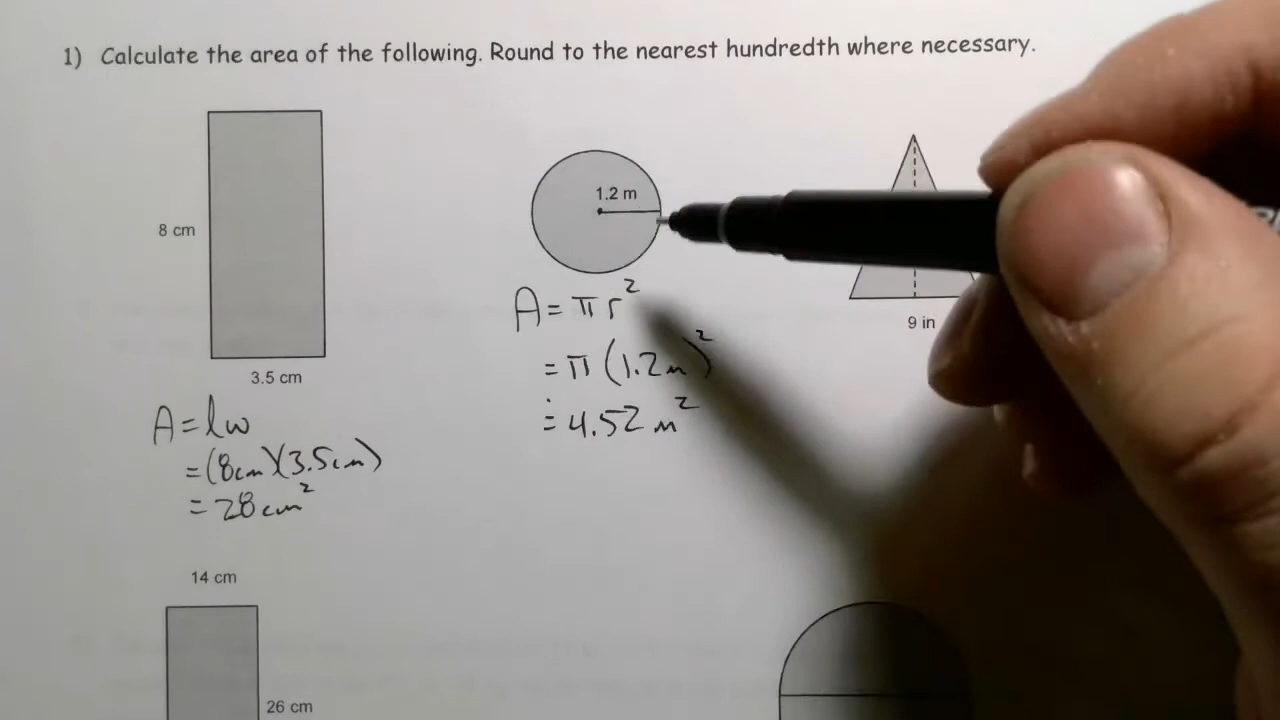 1) Calculate the area of the following. Round to the nearest hundredth where necessary.
8 cm
3.5 cm
A = lw
= (8cm)(3.5cm)
= 28cm²
1.2 m
A = πr²
= π(1.2m)²
≐ 4.52 m²
9 in
14 cm
26 cm